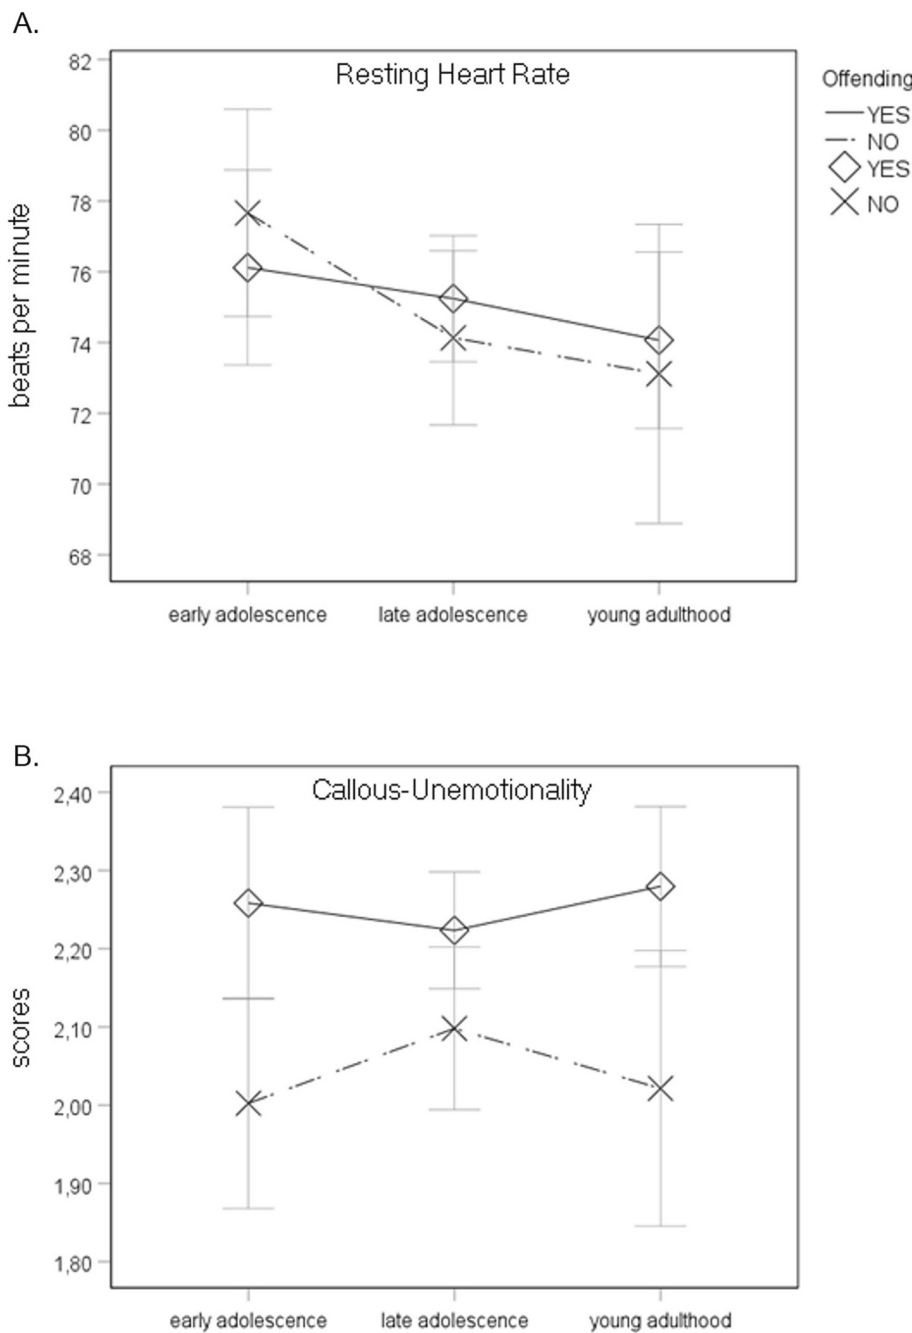 A.
Resting Heart Rate
Offending
YES
NO
YES
NO
beats per minute
82
80
78
76
74
72
70
68
early adolescence
late adolescence
young adulthood
B.
Callous-Unemotionality
scores
2,40
2,30
2,20
2,10
2,00
1,90
1,80
early adolescence
late adolescence
young adulthood